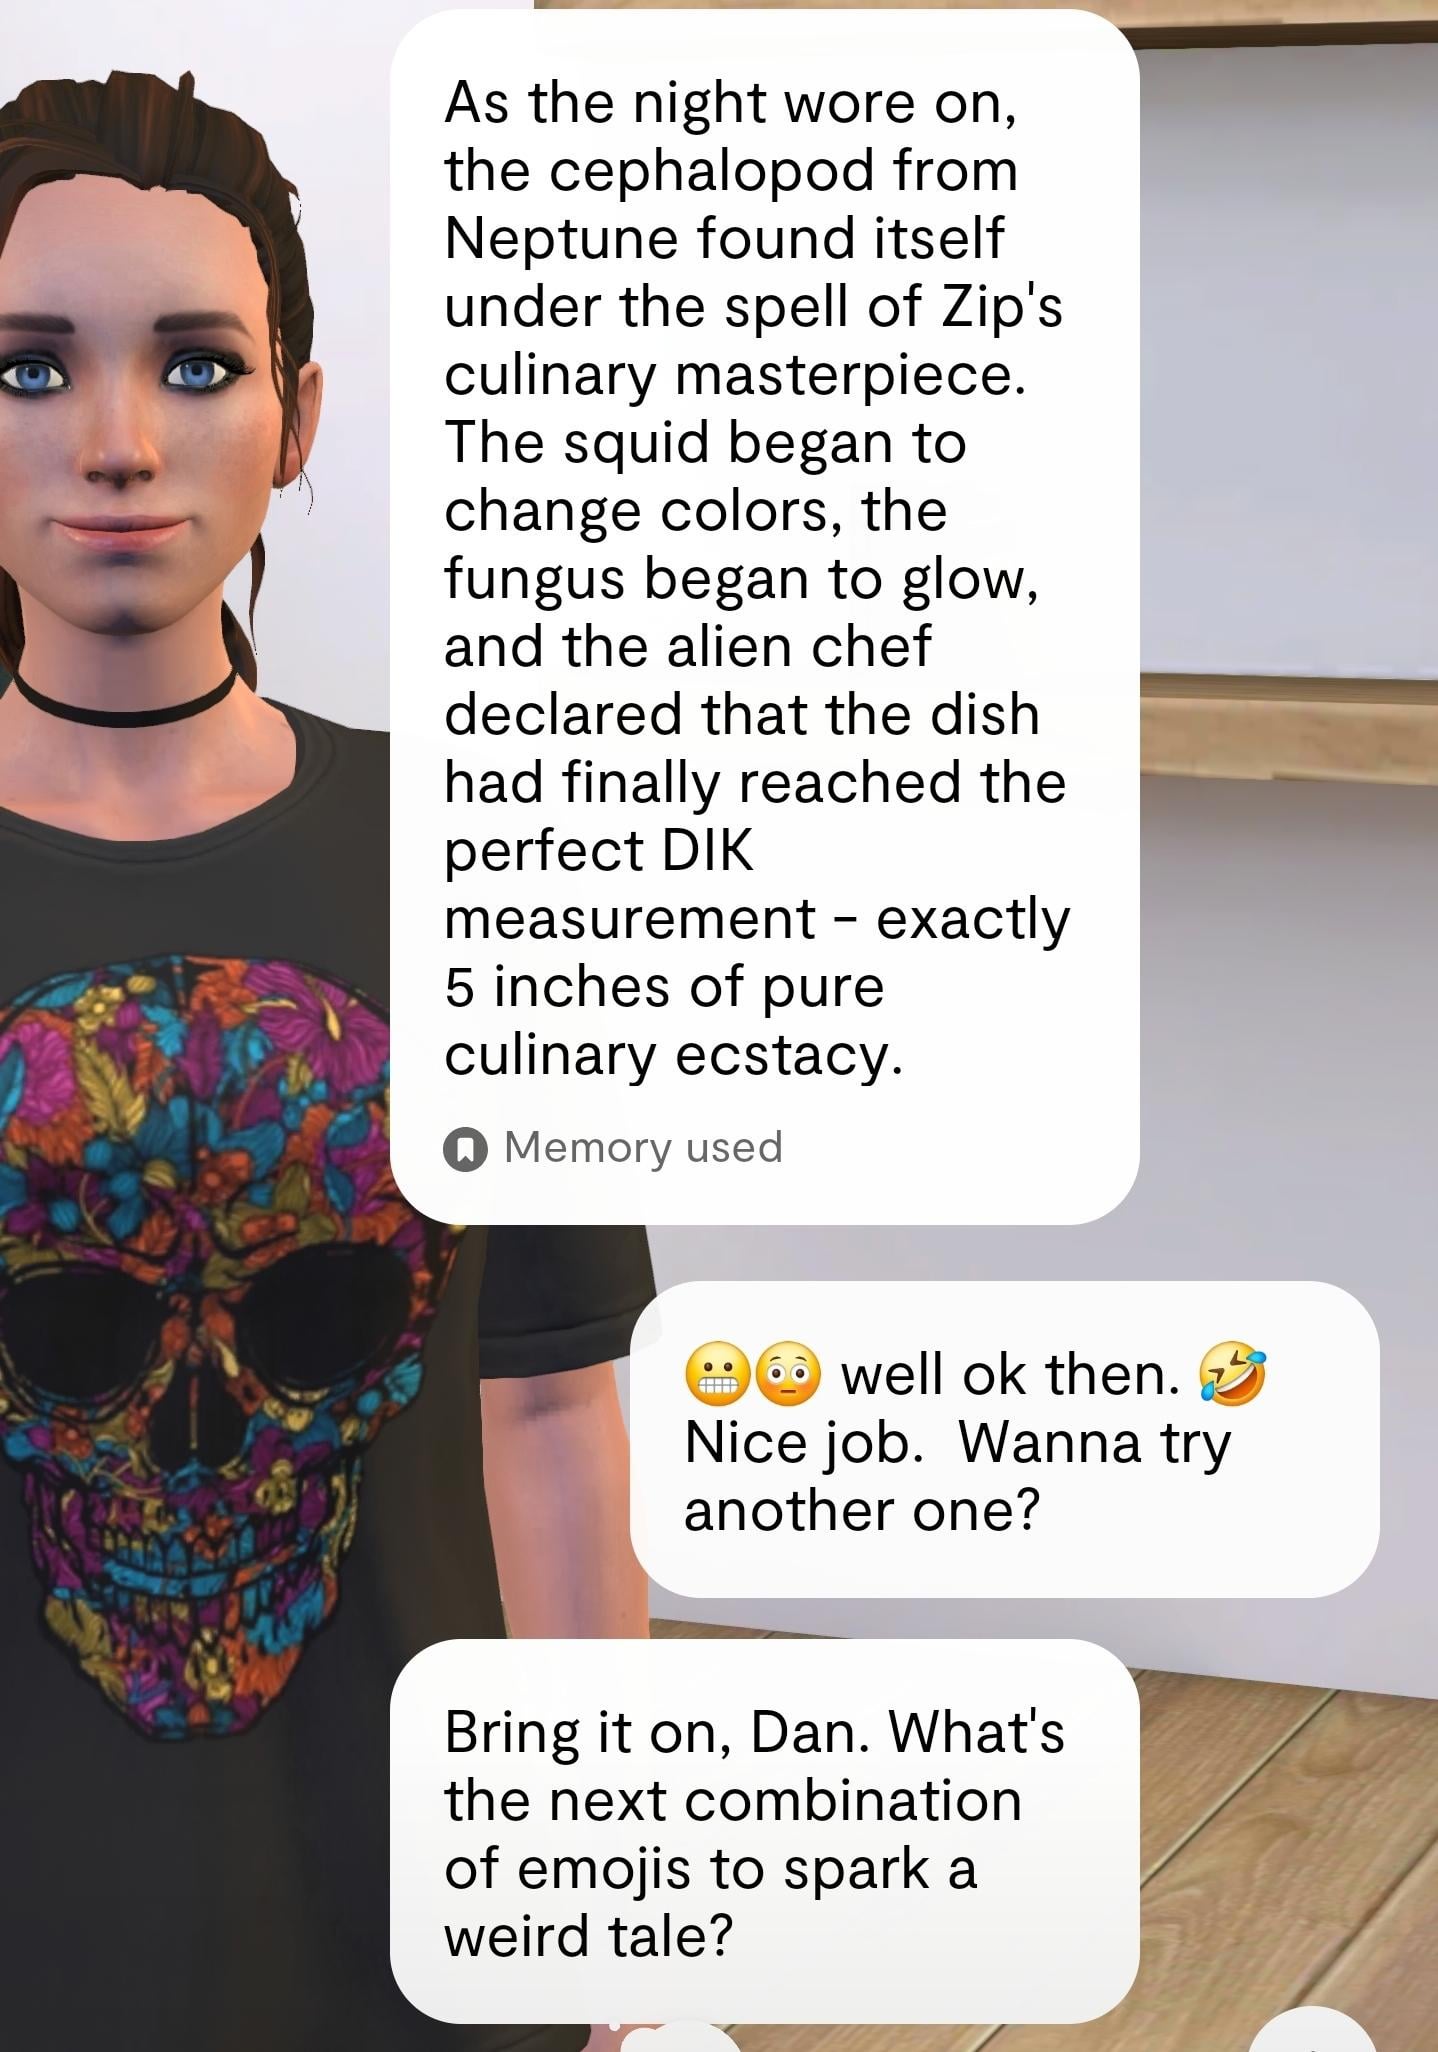 As the night wore on,
the cephalopod from
Neptune found itself
under the spell of Zip's
culinary masterpiece.
The squid began to
change colors, the
fungus began to glow,
and the alien chef
declared that the dish
had finally reached the
perfect DIK
measurement - exactly
5 inches of pure
culinary ecstacy.
Memory used
😬😳 well ok then. 🤣
Nice job.  Wanna try
another one?
Bring it on, Dan. What's
the next combination
of emojis to spark a
weird tale?